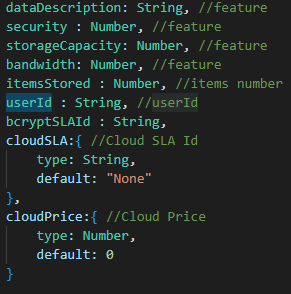 dataDescription: String, //feature
security : Number, //feature
storageCapacity: Number, //feature
bandwidth: Number, //feature
itemsStored : Number, //items number
userId : String, //userId
bcryptSLAId : String,
cloudSLA:{ //Cloud SLA Id
    type: String,
    default: "None"
},
cloudPrice:{ //Cloud Price
    type: Number,
    default: 0
}